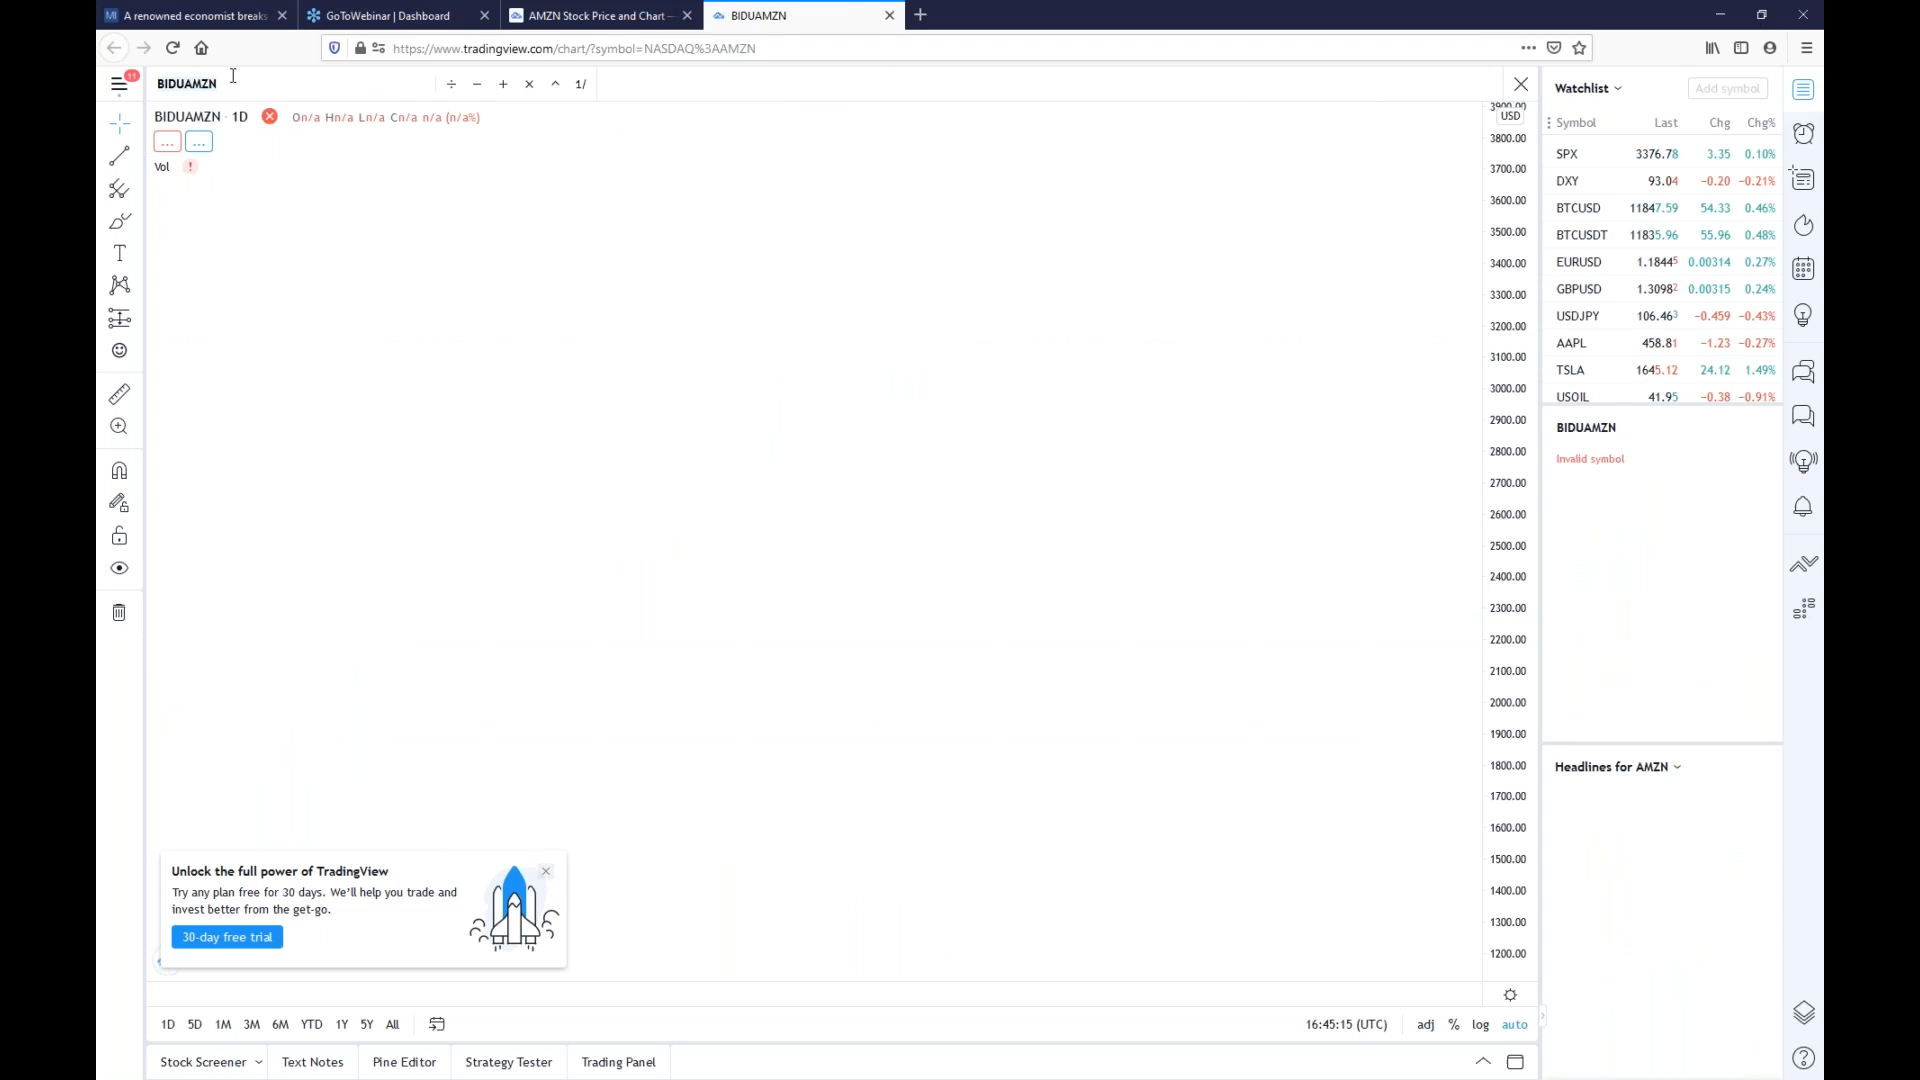 A renowned economist breaks
GoToWebinar | Dashboard
AMZN Stock Price and Chart —
BIDUAMZN
https://www.tradingview.com/chart/?symbol=NASDAQ%3AAMZN
11
BIDUAMZN
÷ − + × ^ 1/
BIDUAMZN · 1D On/a Hn/a Ln/a Cn/a n/a (n/a%)
... ...
Vol !
3900.00
USD
3800.00
3700.00
3600.00
3500.00
3400.00
3300.00
3200.00
3100.00
3000.00
2900.00
2800.00
2700.00
2600.00
2500.00
2400.00
2300.00
2200.00
2100.00
2000.00
1900.00
1800.00
1700.00
1600.00
1500.00
1400.00
1300.00
1200.00
Watchlist Add symbol
Symbol Last Chg Chg%
SPX 3376.78 3.35 0.10%
DXY 93.04 −0.20 −0.21%
BTCUSD 11847.59 54.33 0.46%
BTCUSDT 11835.96 55.96 0.48%
EURUSD 1.18445 0.00314 0.27%
GBPUSD 1.30982 0.00315 0.24%
USDJPY 106.463 −0.459 −0.43%
AAPL 458.81 −1.23 −0.27%
TSLA 1645.12 24.12 1.49%
USOIL 41.95 −0.38 −0.91%
BIDUAMZN
Invalid symbol
Headlines for AMZN
Unlock the full power of TradingView
Try any plan free for 30 days. We'll help you trade and
invest better from the get-go.
30-day free trial
1D 5D 1M 3M 6M YTD 1Y 5Y All
16:45:15 (UTC) adj % log auto
Stock Screener Text Notes Pine Editor Strategy Tester Trading Panel